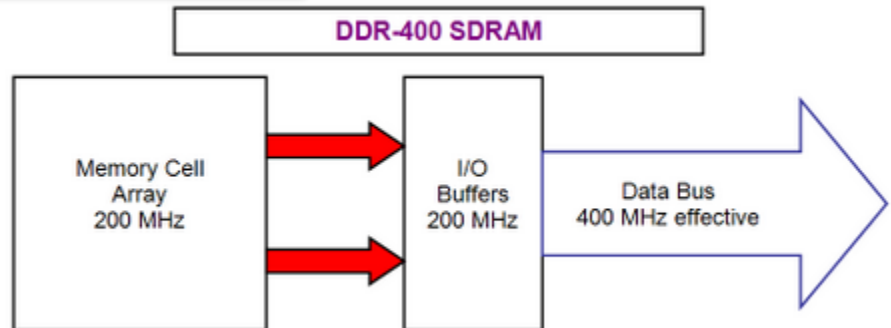 DDR-400 SDRAM
Memory Cell
Array
200 MHz
I/O
Buffers
200 MHz
Data Bus
400 MHz effective